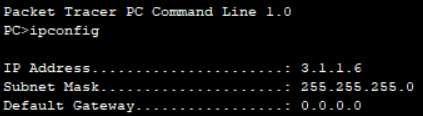 Packet Tracer PC Command Line 1.0
PC>ipconfig
IP Address......................: 3.1.1.6
Subnet Mask.....................: 255.255.255.0
Default Gateway.................: 0.0.0.0